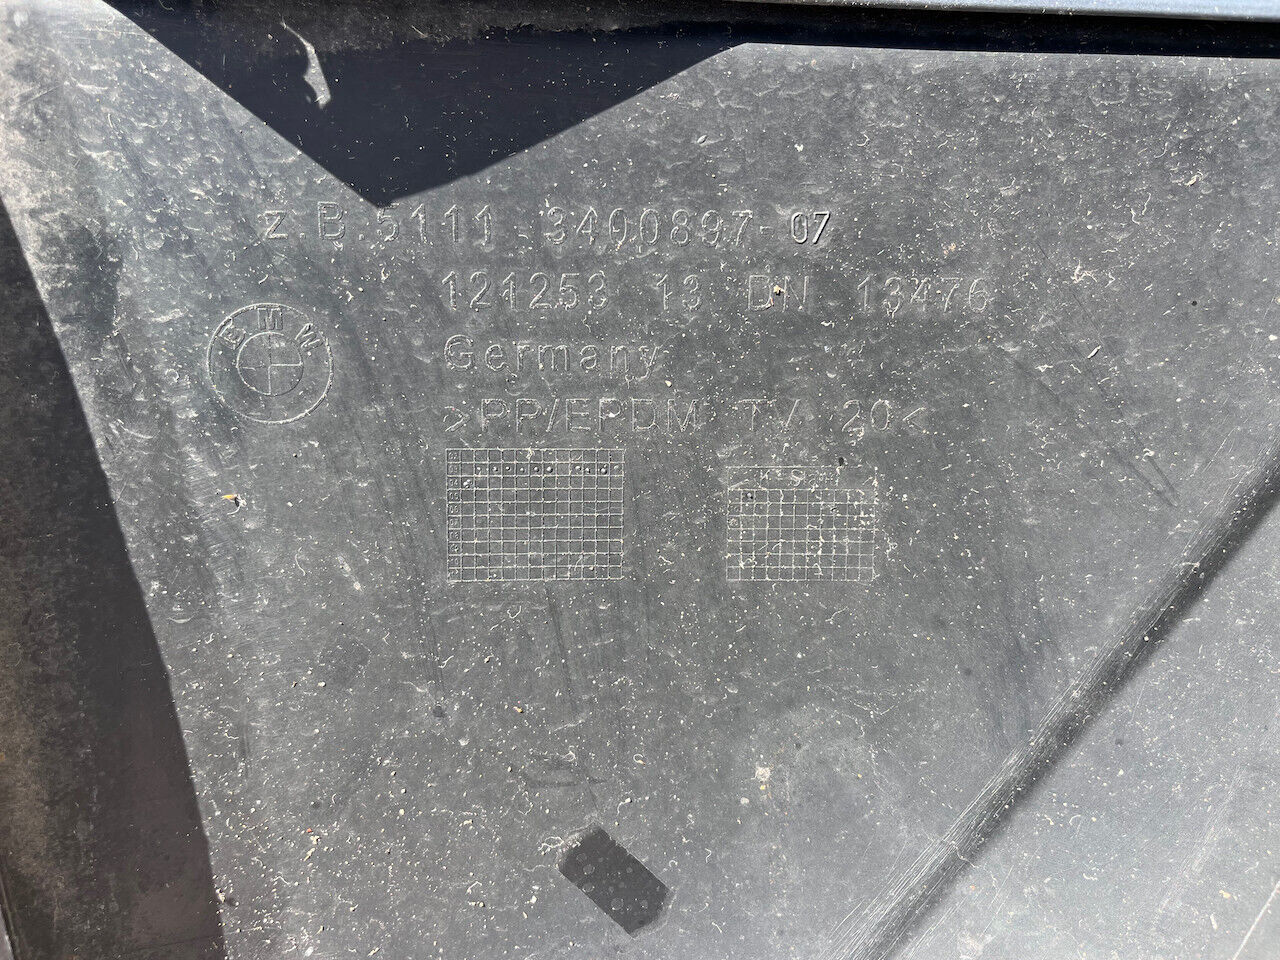 Z.B.5111 3400897-07
121253 13 DN 13476
BMW
Germany
>PP/EPDM TV 20<